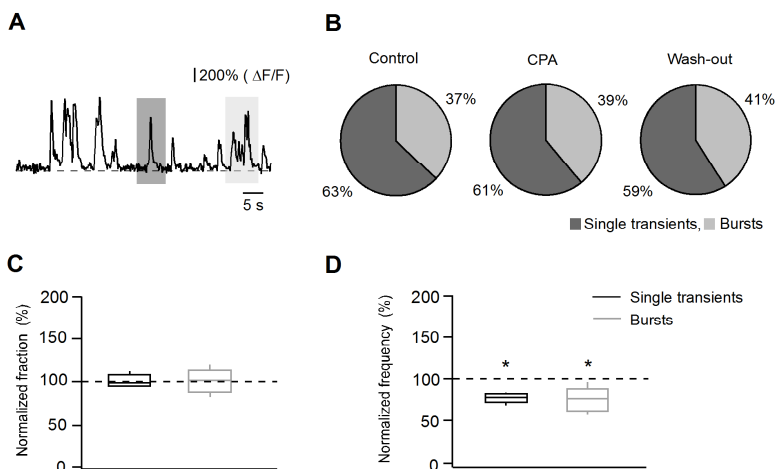 A
200% ( ΔF/F)
5 s
B
Control
CPA
Wash-out
37%
63%
39%
61%
41%
59%
Single transients, Bursts
C
Normalized fraction (%)
200
150
100
50
0
D
Normalized frequency (%)
200
150
100
50
0
* *
Single transients
Bursts